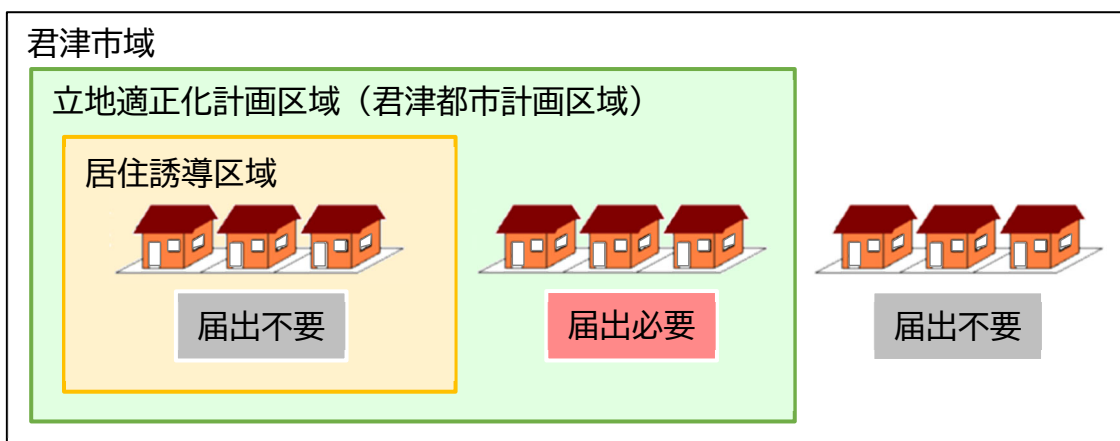 君津市域
立地適正化計画区域（君津都市計画区域）
居住誘導区域
届出不要
届出必要
届出不要